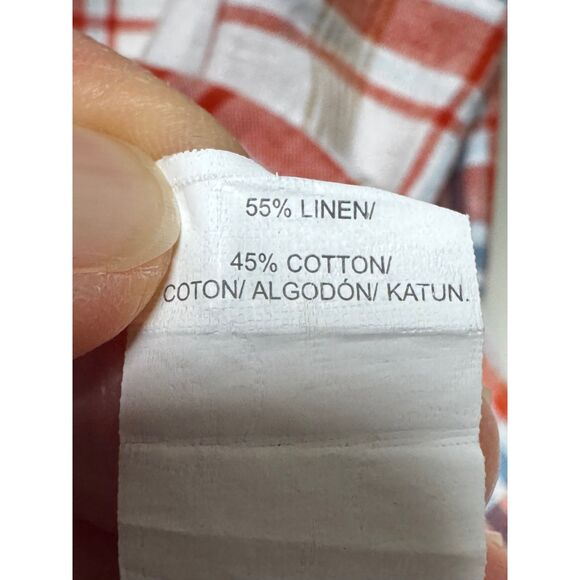 55% LINEN/
45% COTTON/
COTON/ ALGODÓN/ KATUN.